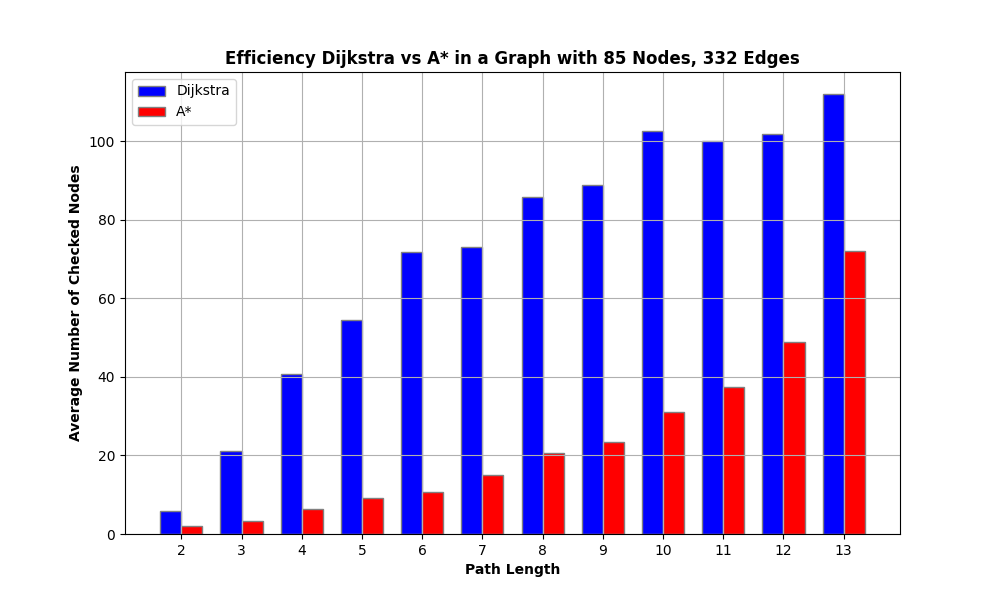 Efficiency Dijkstra vs A* in a Graph with 85 Nodes, 332 Edges
Dijkstra
A*
Average Number of Checked Nodes
100
80
60
40
20
0
2 3 4 5 6 7 8 9 10 11 12 13
Path Length